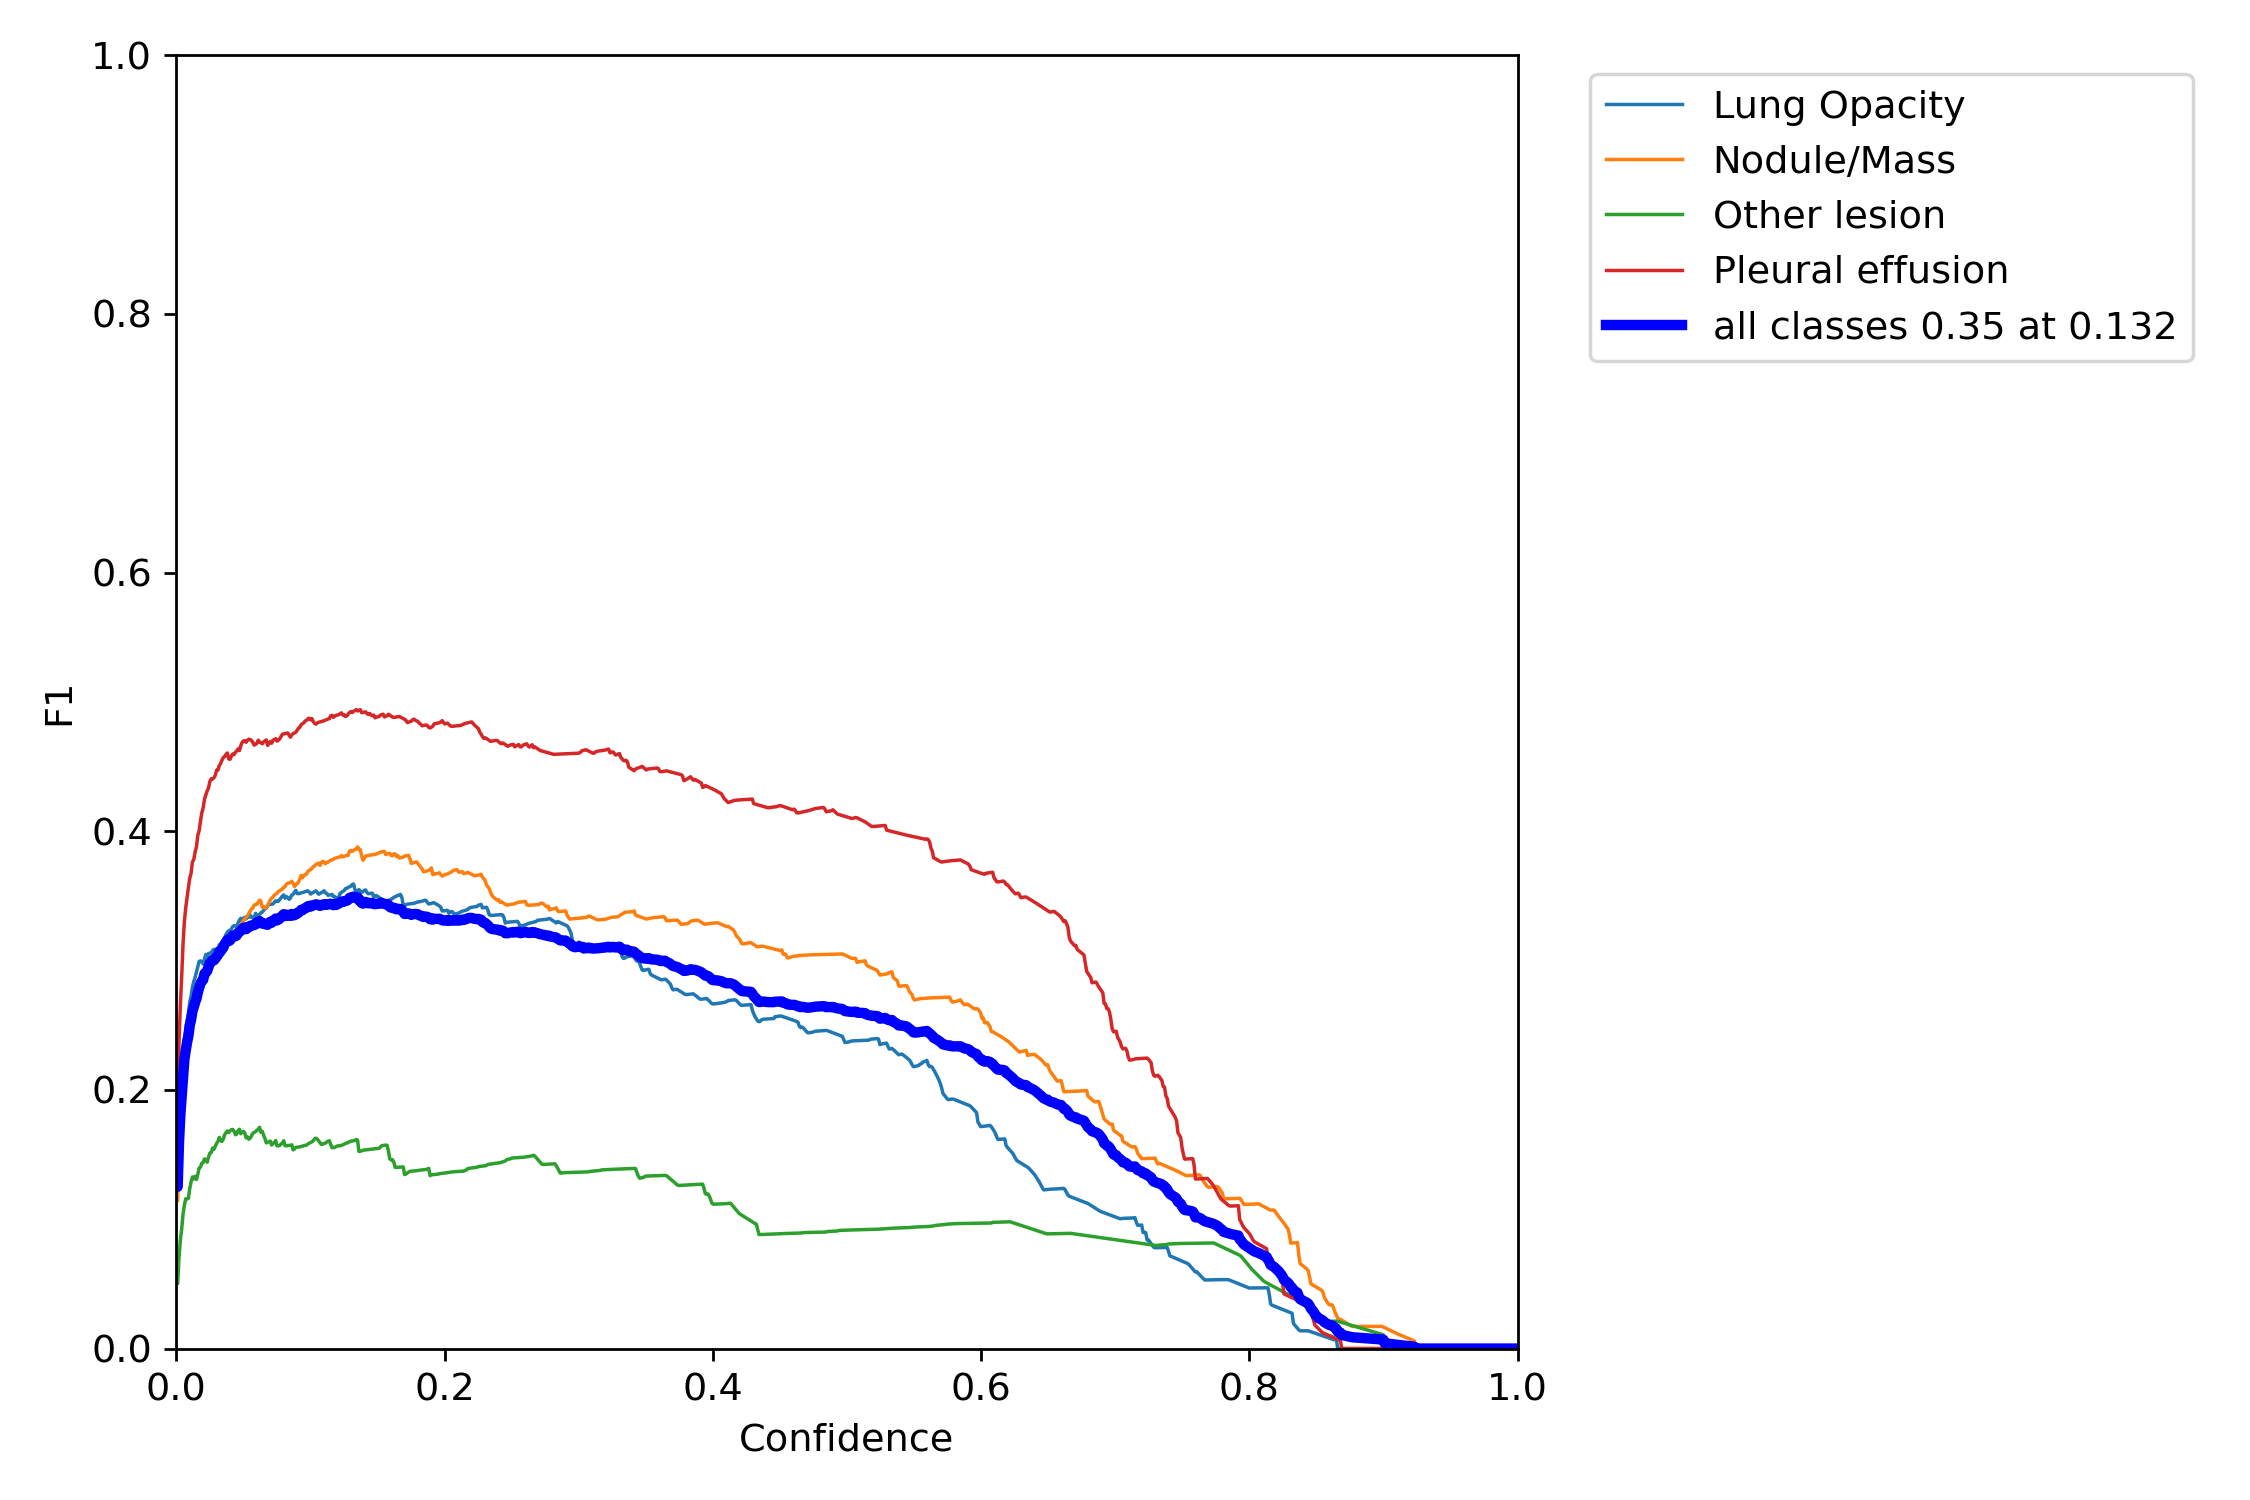 1.0
0.8
0.6
0.4
0.2
0.0
F1
0.0 0.2 0.4 0.6 0.8 1.0
Confidence
Lung Opacity
Nodule/Mass
Other lesion
Pleural effusion
all classes 0.35 at 0.132